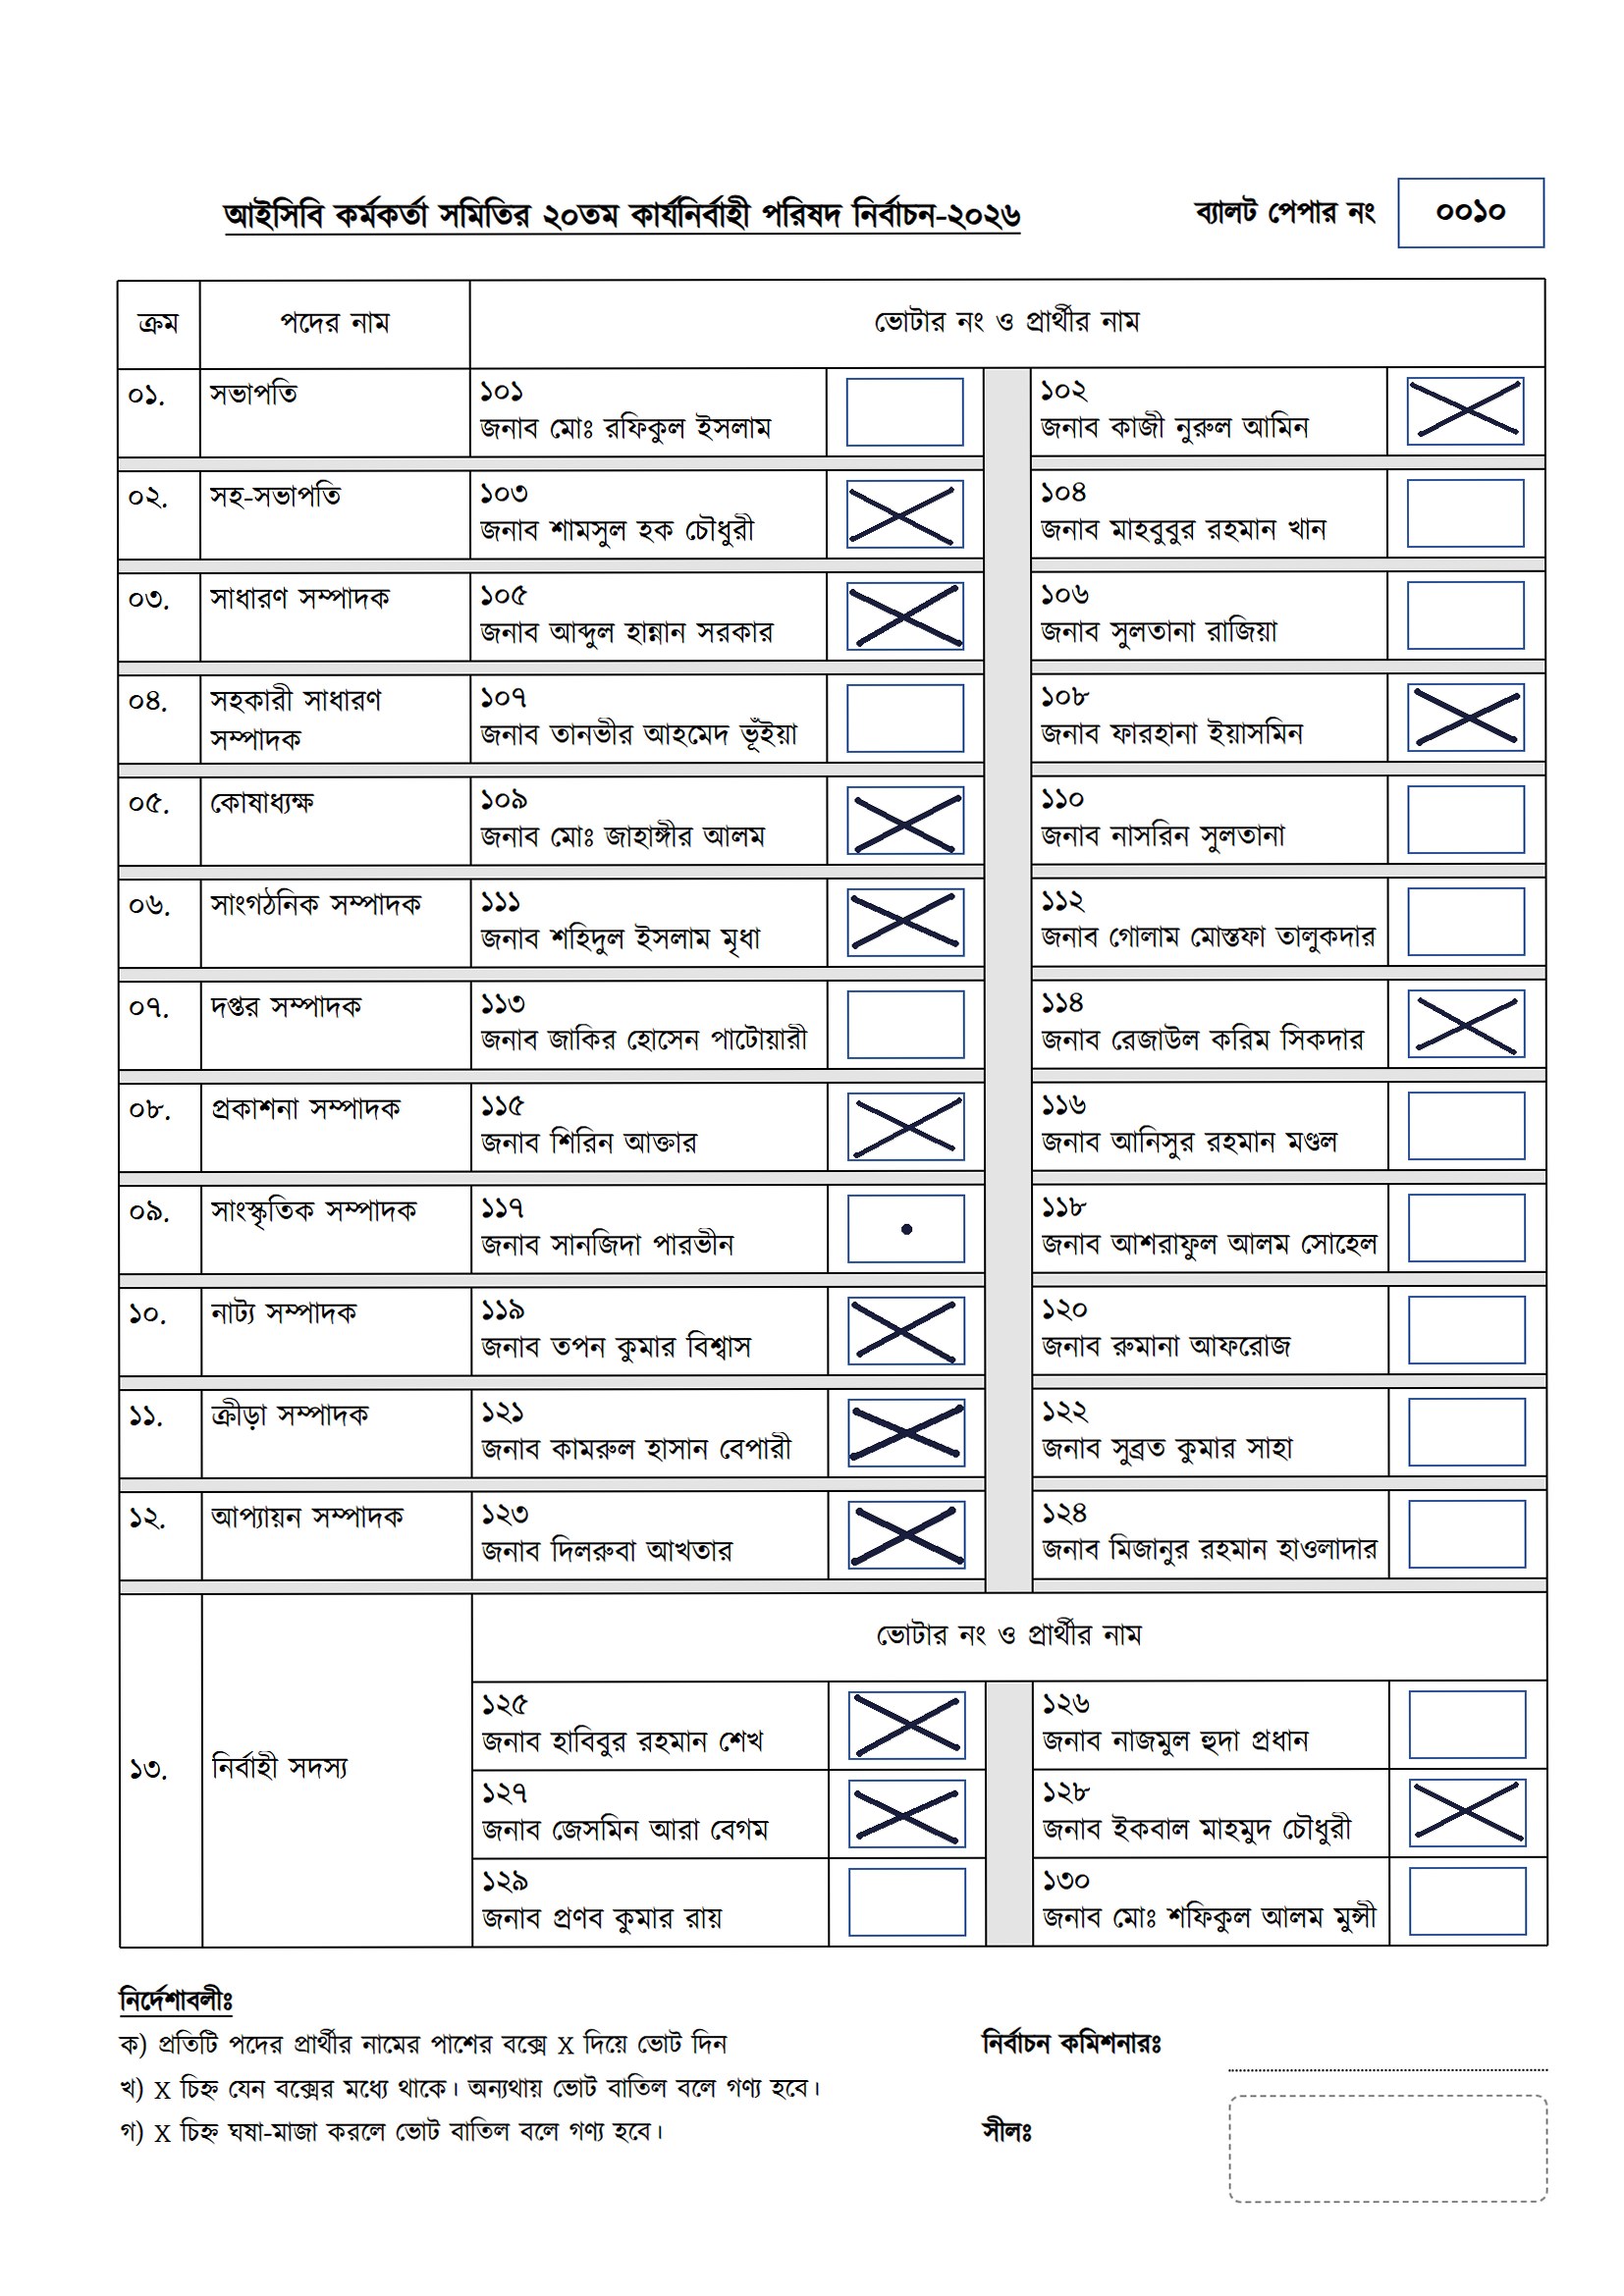 আইসিবি কর্মকর্তা সমিতির ২০তম কার্যনির্বাহী পরিষদ নির্বাচন-২০২৬
ব্যালট পেপার নং ০০১০
ক্রম পদের নাম ভোটার নং ও প্রার্থীর নাম
০১. সভাপতি ১০১ ১০২
জনাব মোঃ রফিকুল ইসলাম জনাব কাজী নুরুল আমিন
০২. সহ-সভাপতি ১০৩ ১০৪
জনাব শামসুল হক চৌধুরী জনাব মাহবুবুর রহমান খান
০৩. সাধারণ সম্পাদক ১০৫ ১০৬
জনাব আব্দুল হান্নান সরকার জনাব সুলতানা রাজিয়া
০৪. সহকারী সাধারণ ১০৭ ১০৮
সম্পাদক জনাব তানভীর আহমেদ ভূঁইয়া জনাব ফারহানা ইয়াসমিন
০৫. কোষাধ্যক্ষ ১০৯ ১১০
জনাব মোঃ জাহাঙ্গীর আলম জনাব নাসরিন সুলতানা
০৬. সাংগঠনিক সম্পাদক ১১১ ১১২
জনাব শহিদুল ইসলাম মৃধা জনাব গোলাম মোস্তফা তালুকদার
০৭. দপ্তর সম্পাদক ১১৩ ১১৪
জনাব জাকির হোসেন পাটোয়ারী জনাব রেজাউল করিম সিকদার
০৮. প্রকাশনা সম্পাদক ১১৫ ১১৬
জনাব শিরিন আক্তার জনাব আনিসুর রহমান মণ্ডল
০৯. সাংস্কৃতিক সম্পাদক ১১৭ ১১৮
জনাব সানজিদা পারভীন জনাব আশরাফুল আলম সোহেল
১০. নাট্য সম্পাদক ১১৯ ১২০
জনাব তপন কুমার বিশ্বাস জনাব রুমানা আফরোজ
১১. ক্রীড়া সম্পাদক ১২১ ১২২
জনাব কামরুল হাসান বেপারী জনাব সুব্রত কুমার সাহা
১২. আপ্যায়ন সম্পাদক ১২৩ ১২৪
জনাব দিলরুবা আখতার জনাব মিজানুর রহমান হাওলাদার
ভোটার নং ও প্রার্থীর নাম
১৩. নির্বাহী সদস্য
১২৫ ১২৬
জনাব হাবিবুর রহমান শেখ জনাব নাজমুল হুদা প্রধান
১২৭ ১২৮
জনাব জেসমিন আরা বেগম জনাব ইকবাল মাহমুদ চৌধুরী
১২৯ ১৩০
জনাব প্রণব কুমার রায় জনাব মোঃ শফিকুল আলম মুন্সী
নির্দেশাবলীঃ
ক) প্রতিটি পদের প্রার্থীর নামের পাশের বক্সে X দিয়ে ভোট দিন
খ) X চিহ্ন যেন বক্সের মধ্যে থাকে। অন্যথায় ভোট বাতিল বলে গণ্য হবে।
গ) X চিহ্ন ঘষা-মাজা করলে ভোট বাতিল বলে গণ্য হবে।
নির্বাচন কমিশনারঃ
সীলঃ